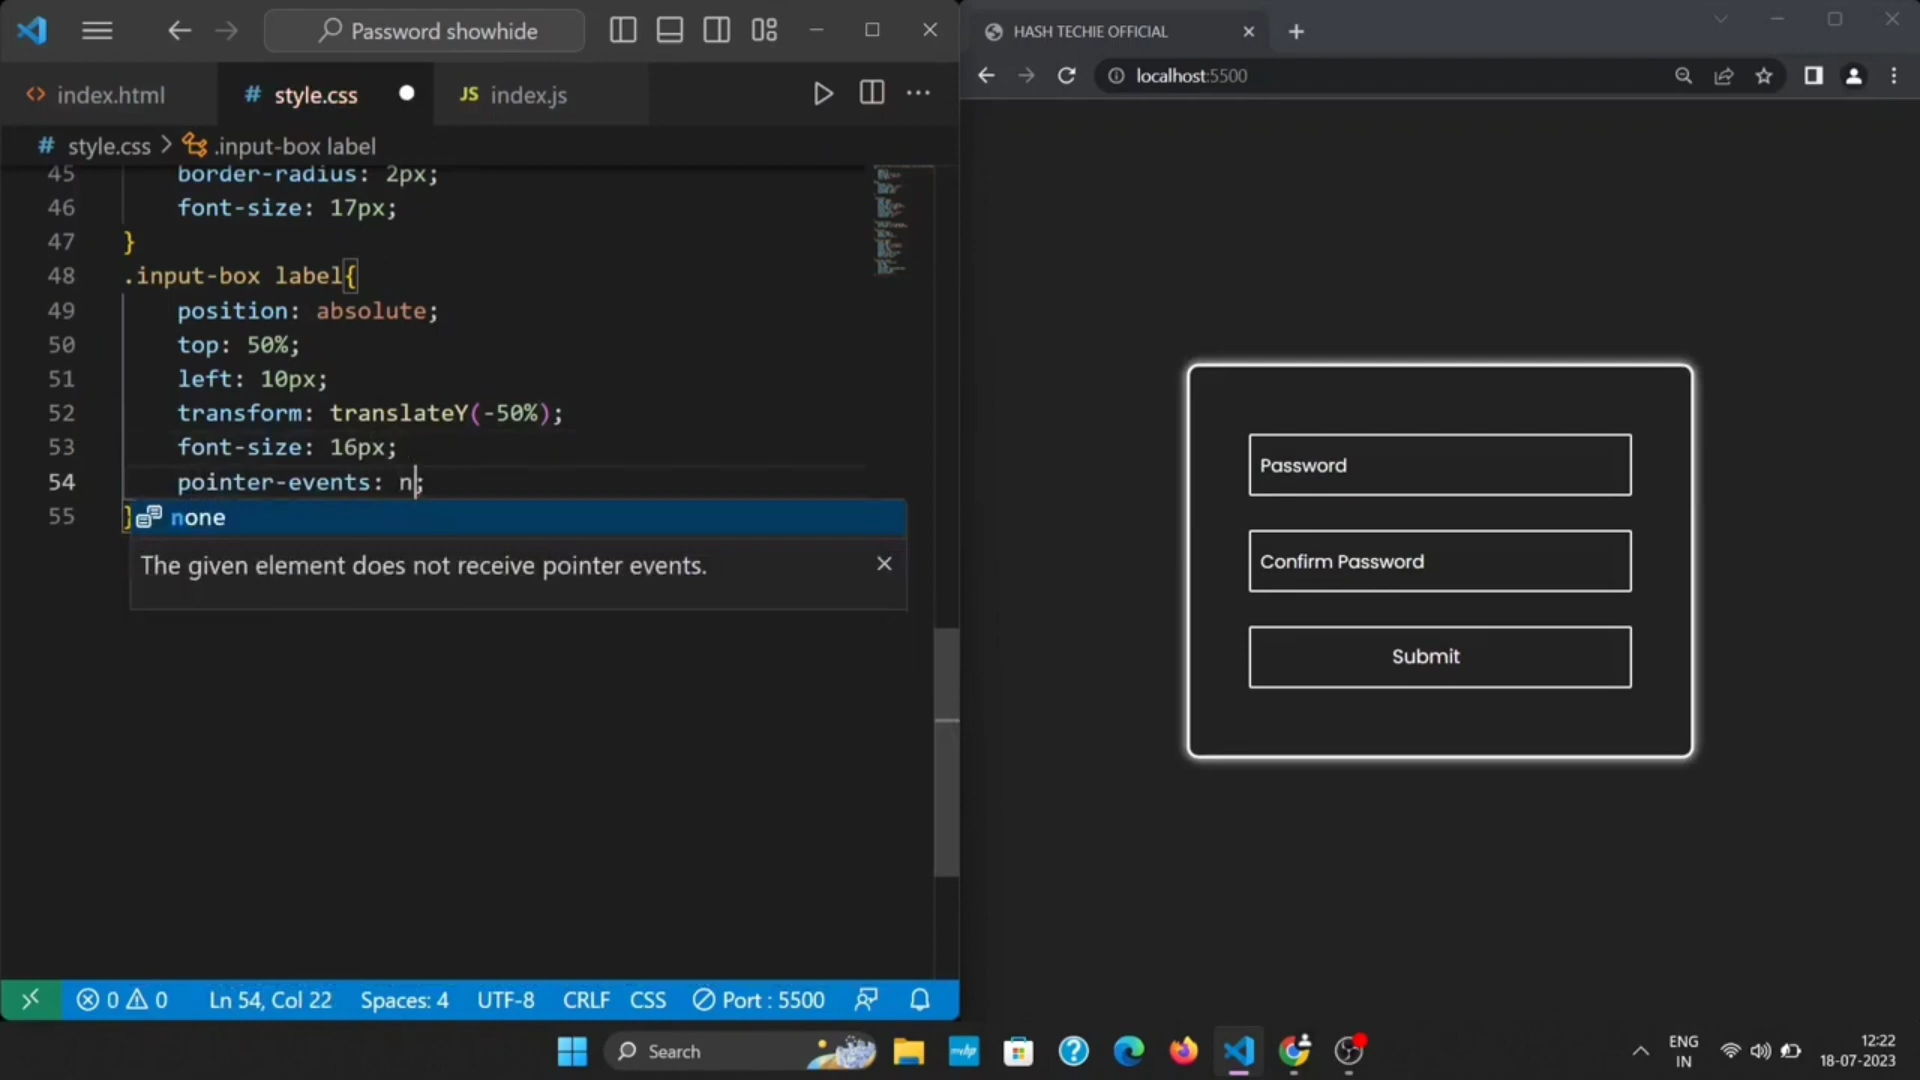 Password showhide
index.html
# style.css
JS index.js
# style.css > .input-box label
45 border-radius: 2px;
46 font-size: 17px;
47 }
48 .input-box label{
49 position: absolute;
50 top: 50%;
51 left: 10px;
52 transform: translateY(-50%);
53 font-size: 16px;
54 pointer-events: n;
55 }
none
The given element does not receive pointer events.
0 0 Ln 54, Col 22 Spaces: 4 UTF-8 CRLF CSS Port : 5500
HASH TECHIE OFFICIAL
localhost:5500
Password
Confirm Password
Submit
Search
myhp
ENG
IN
12:22
18-07-2023